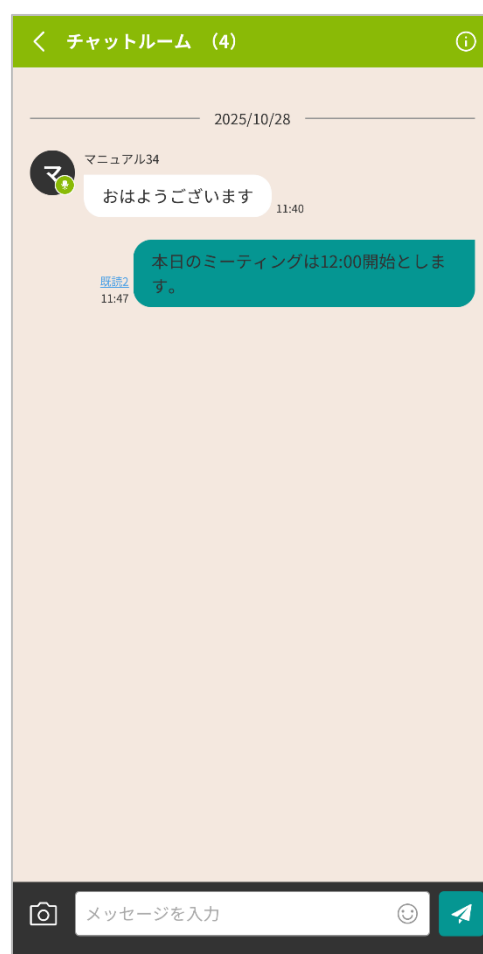 チャットルーム （4）
2025/10/28
マニュアル34
マ
おはようございます
11:40
本日のミーティングは12:00開始としま
す。
既読2
11:47
メッセージを入力